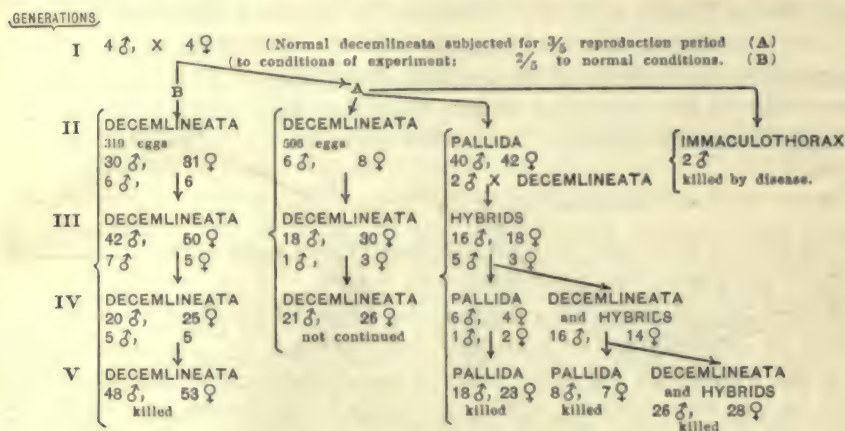 GENERATIONS
I 4 ♂, X 4 ♀ (Normal decemlineata subjected for 3/5 reproduction period (A)
(to conditions of experiment; 2/5 to normal conditions. (B)
B A
II DECEMLINEATA DECEMLINEATA PALLIDA IMMACULOTHORAX
319 eggs 506 eggs 40 ♂, 42 ♀ 2 ♂
30 ♂, 31 ♀ 6 ♂, 8 ♀ 2 ♂ X DECEMLINEATA killed by disease.
6 ♂, 6
III DECEMLINEATA DECEMLINEATA HYBRIDS
42 ♂, 50 ♀ 18 ♂, 30 ♀ 16 ♂, 18 ♀
7 ♂ 5 ♀ 1 ♂, 3 ♀ 5 ♂ 3 ♀
IV DECEMLINEATA DECEMLINEATA PALLIDA DECEMLINEATA
20 ♂, 25 ♀ 21 ♂, 26 ♀ 6 ♂, 4 ♀ and HYBRIDS
5 ♂, 5 not continued 1 ♂, 2 ♀ 16 ♂, 14 ♀
V DECEMLINEATA PALLIDA PALLIDA DECEMLINEATA
48 ♂, 53 ♀ 18 ♂, 23 ♀ 8 ♂, 7 ♀ and HYBRIDS
killed killed killed 26 ♂, 28 ♀
killed